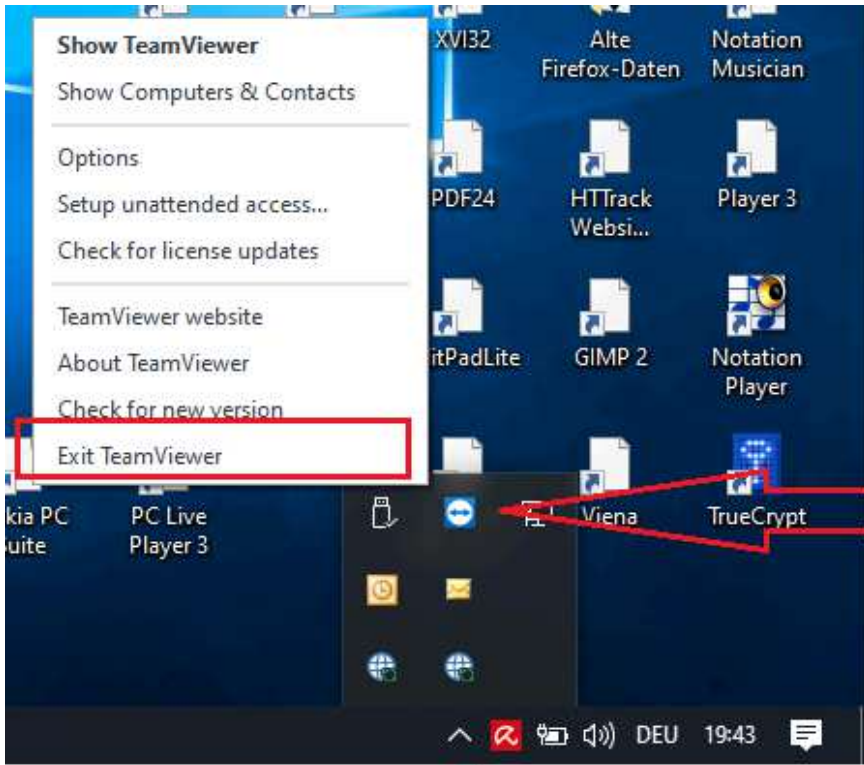 Show TeamViewer
Show Computers & Contacts
Options
Setup unattended access...
Check for license updates
TeamViewer website
About TeamViewer
Check for new version
Exit TeamViewer
XVI32
Alte
Firefox-Daten
Notation
Musician
PDF24
HTTrack
Websi...
Player 3
itPadLite
GIMP 2
Notation
Player
kia PC
uite
PC Live
Player 3
Viena
TrueCrypt
DEU
19:43